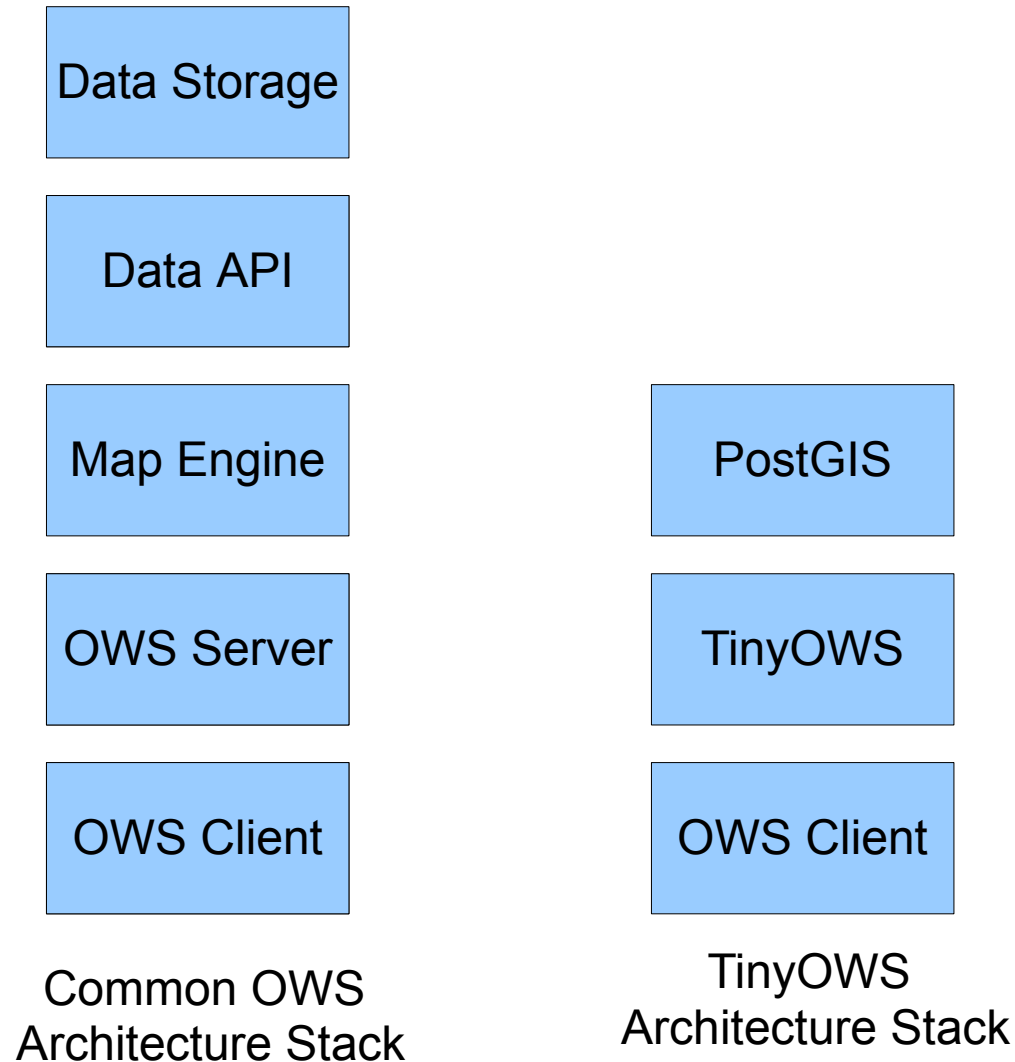 Data Storage
Data API
Map Engine
OWS Server
OWS Client
Common OWS
Architecture Stack
PostGIS
TinyOWS
OWS Client
TinyOWS
Architecture Stack